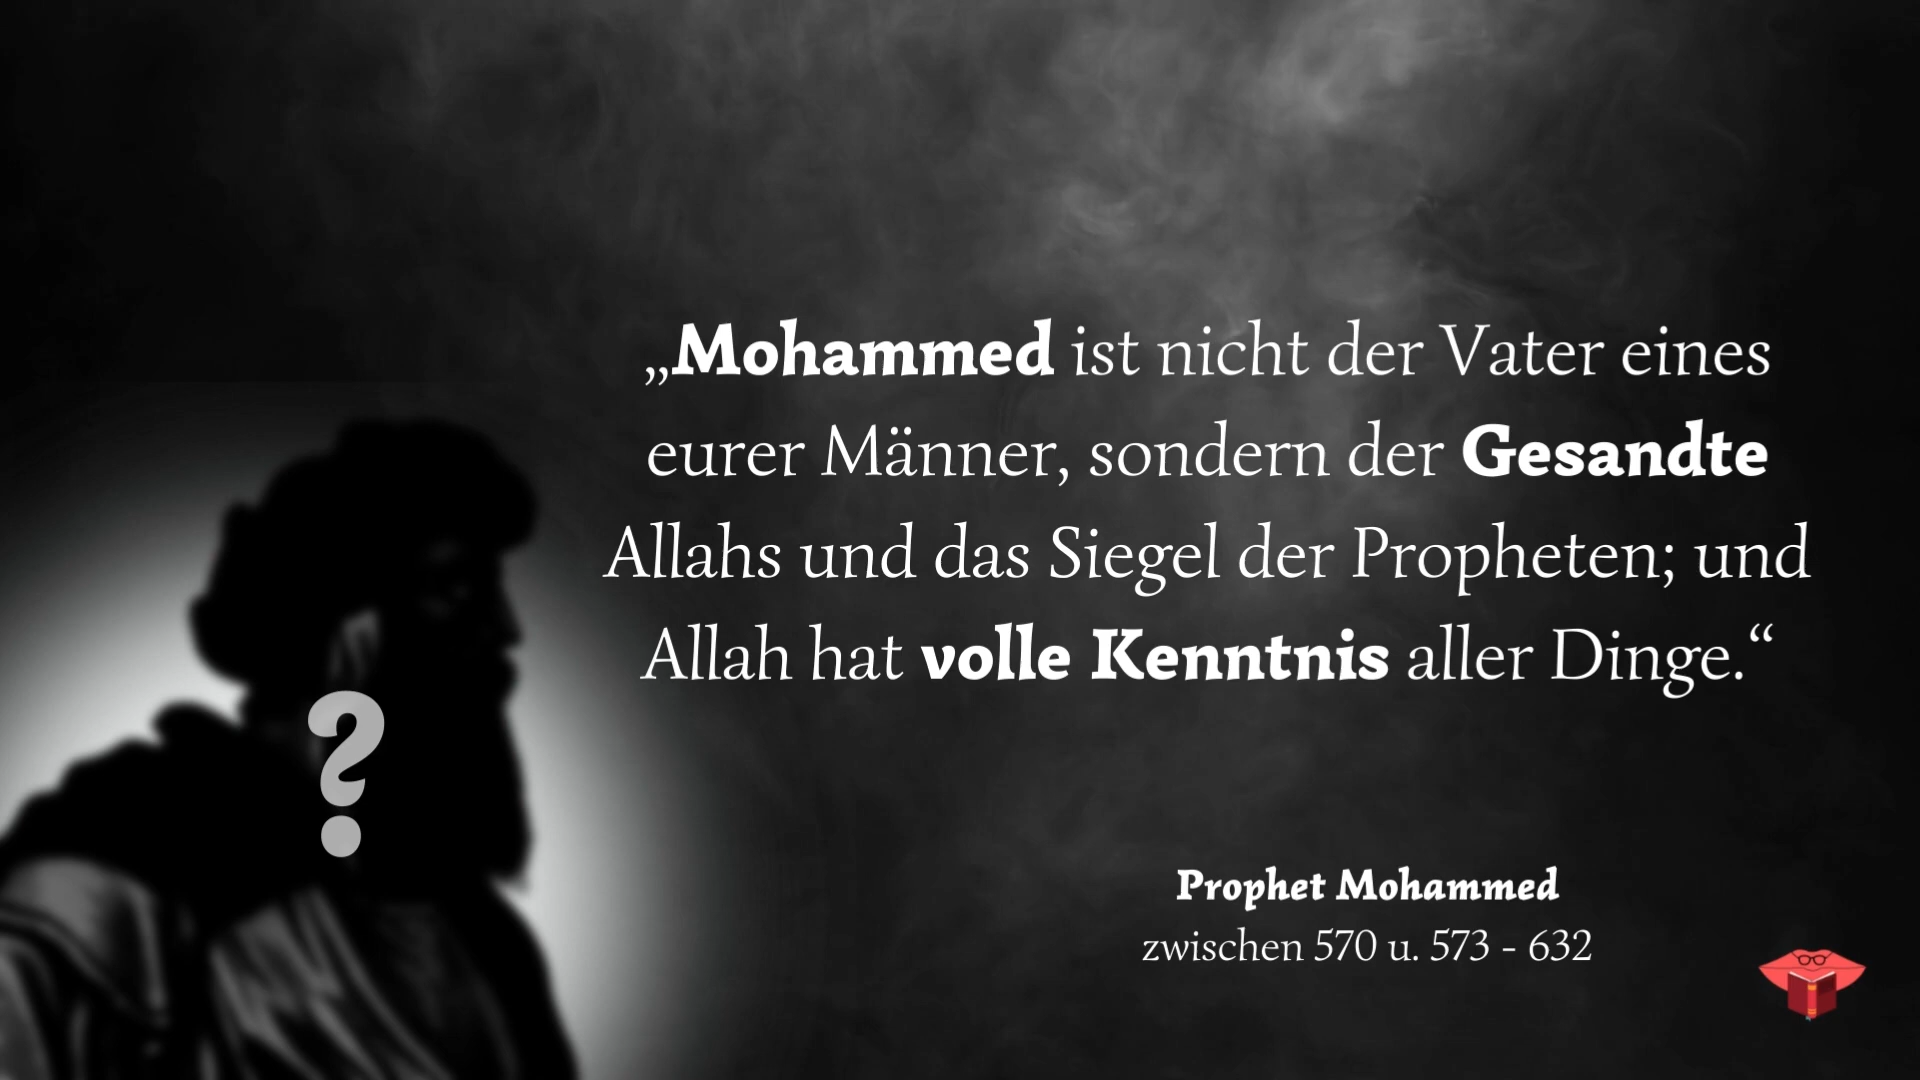 „Mohammed ist nicht der Vater eines
eurer Männer, sondern der Gesandte
Allahs und das Siegel der Propheten; und
Allah hat volle Kenntnis aller Dinge.“
?
Prophet Mohammed
zwischen 570 u. 573 - 632